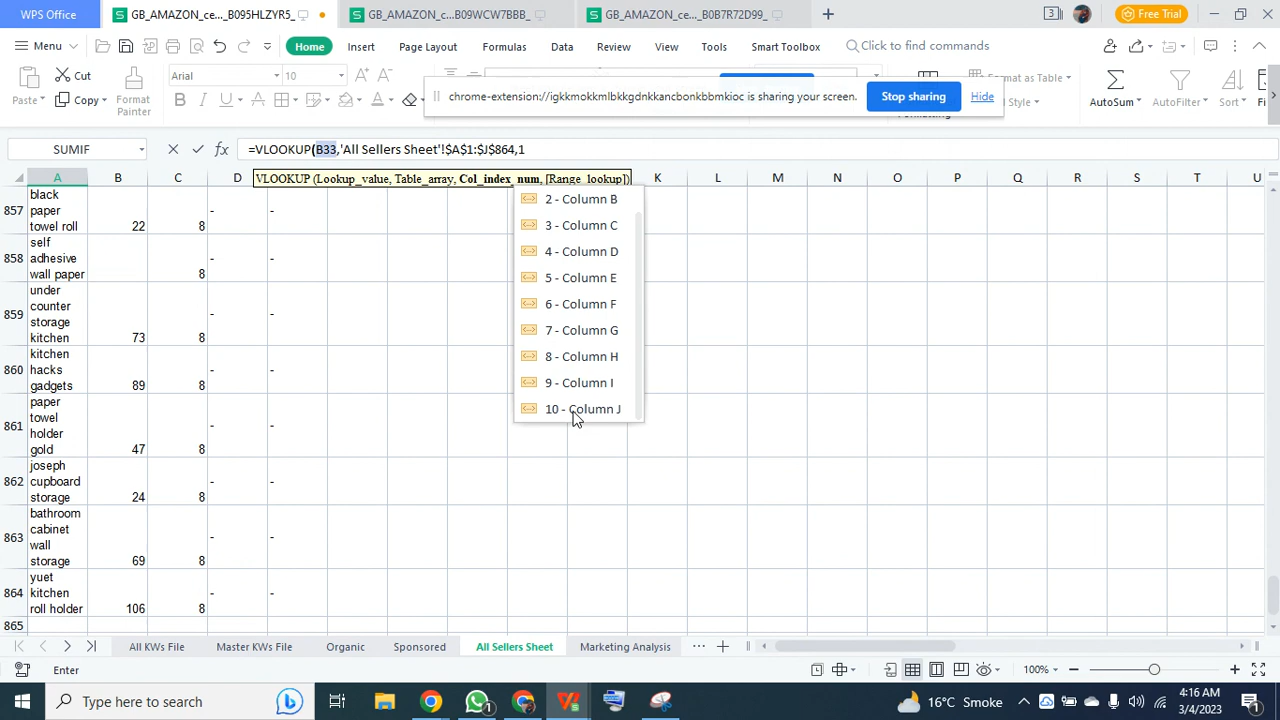 WPS Office
GB_AMAZON_ce..._B095HLZYR5_
GB_AMAZON_ce...B09WCW7BBB_
GB_AMAZON_ce..._B0B7R72D99_
Free Trial
Menu
Home
Insert
Page Layout
Formulas
Data
Review
View
Tools
Smart Toolbox
Click to find commands
Paste
Cut
Copy
Format Painter
Arial
10
B I U A A
chrome-extension://igkkmokkmlbkkgdnkkancbonkbbmkioc is sharing your screen.
Stop sharing
Hide
Format as Table
Style
Formatting
AutoSum
AutoFilter
Sort
SUMIF
fx
=VLOOKUP(B33,'All Sellers Sheet'!$A$1:$J$864,1
VLOOKUP (Lookup_value, Table_array, Col_index_num, [Range_lookup])
A B C D K L M N O P Q R S T U
2 - Column B
3 - Column C
4 - Column D
5 - Column E
6 - Column F
7 - Column G
8 - Column H
9 - Column I
10 - Column J
857 black paper towel roll 22 8 - -
858 self adhesive wall paper 8 - -
859 under counter storage kitchen 73 8 - -
860 kitchen hacks gadgets 89 8 - -
861 paper towel holder gold 47 8 - -
862 joseph cupboard storage 24 8 - -
863 bathroom cabinet wall storage 69 8 - -
864 yuet kitchen roll holder 106 8 - -
865
All KWs File
Master KWs File
Organic
Sponsored
All Sellers Sheet
Marketing Analysis
Enter
100%
Type here to search
16°C Smoke
4:16 AM
3/4/2023
1